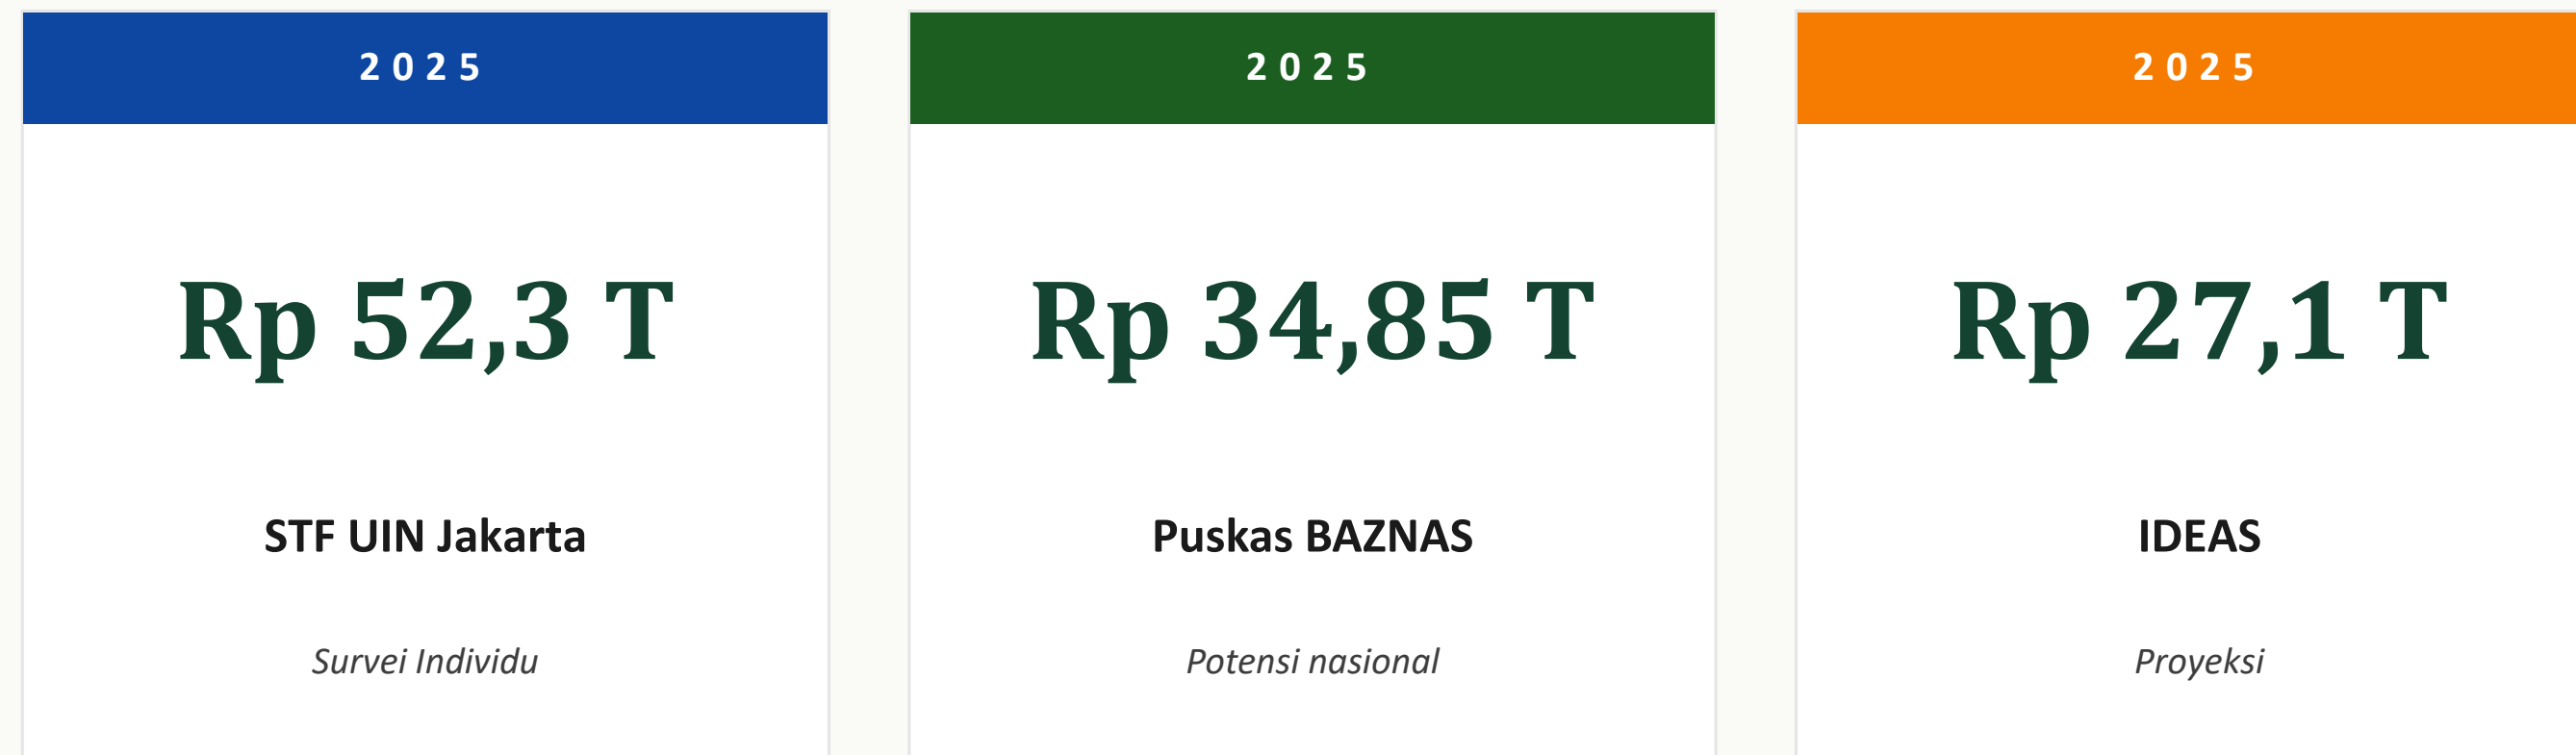 2025
Rp 52,3 T
STF UIN Jakarta
Survei Individu
2025
Rp 34,85 T
Puskas BAZNAS
Potensi nasional
2025
Rp 27,1 T
IDEAS
Proyeksi